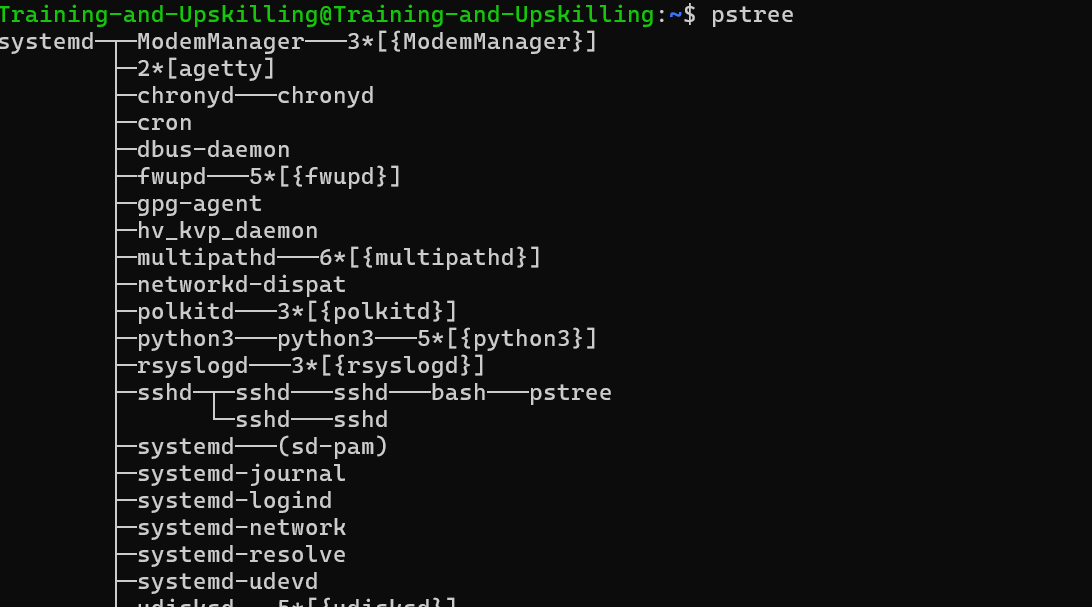 Training-and-Upskilling@Training-and-Upskilling:~$ pstree
systemd─┬─ModemManager───3*[{ModemManager}]
        ├─2*[agetty]
        ├─chronyd───chronyd
        ├─cron
        ├─dbus-daemon
        ├─fwupd───5*[{fwupd}]
        ├─gpg-agent
        ├─hv_kvp_daemon
        ├─multipathd───6*[{multipathd}]
        ├─networkd-dispat
        ├─polkitd───3*[{polkitd}]
        ├─python3───python3───5*[{python3}]
        ├─rsyslogd───3*[{rsyslogd}]
        ├─sshd─┬─sshd───sshd───bash───pstree
        │      └─sshd───sshd
        ├─systemd───(sd-pam)
        ├─systemd-journal
        ├─systemd-logind
        ├─systemd-network
        ├─systemd-resolve
        ├─systemd-udevd
        ├─udisksd───5*[{udisksd}]